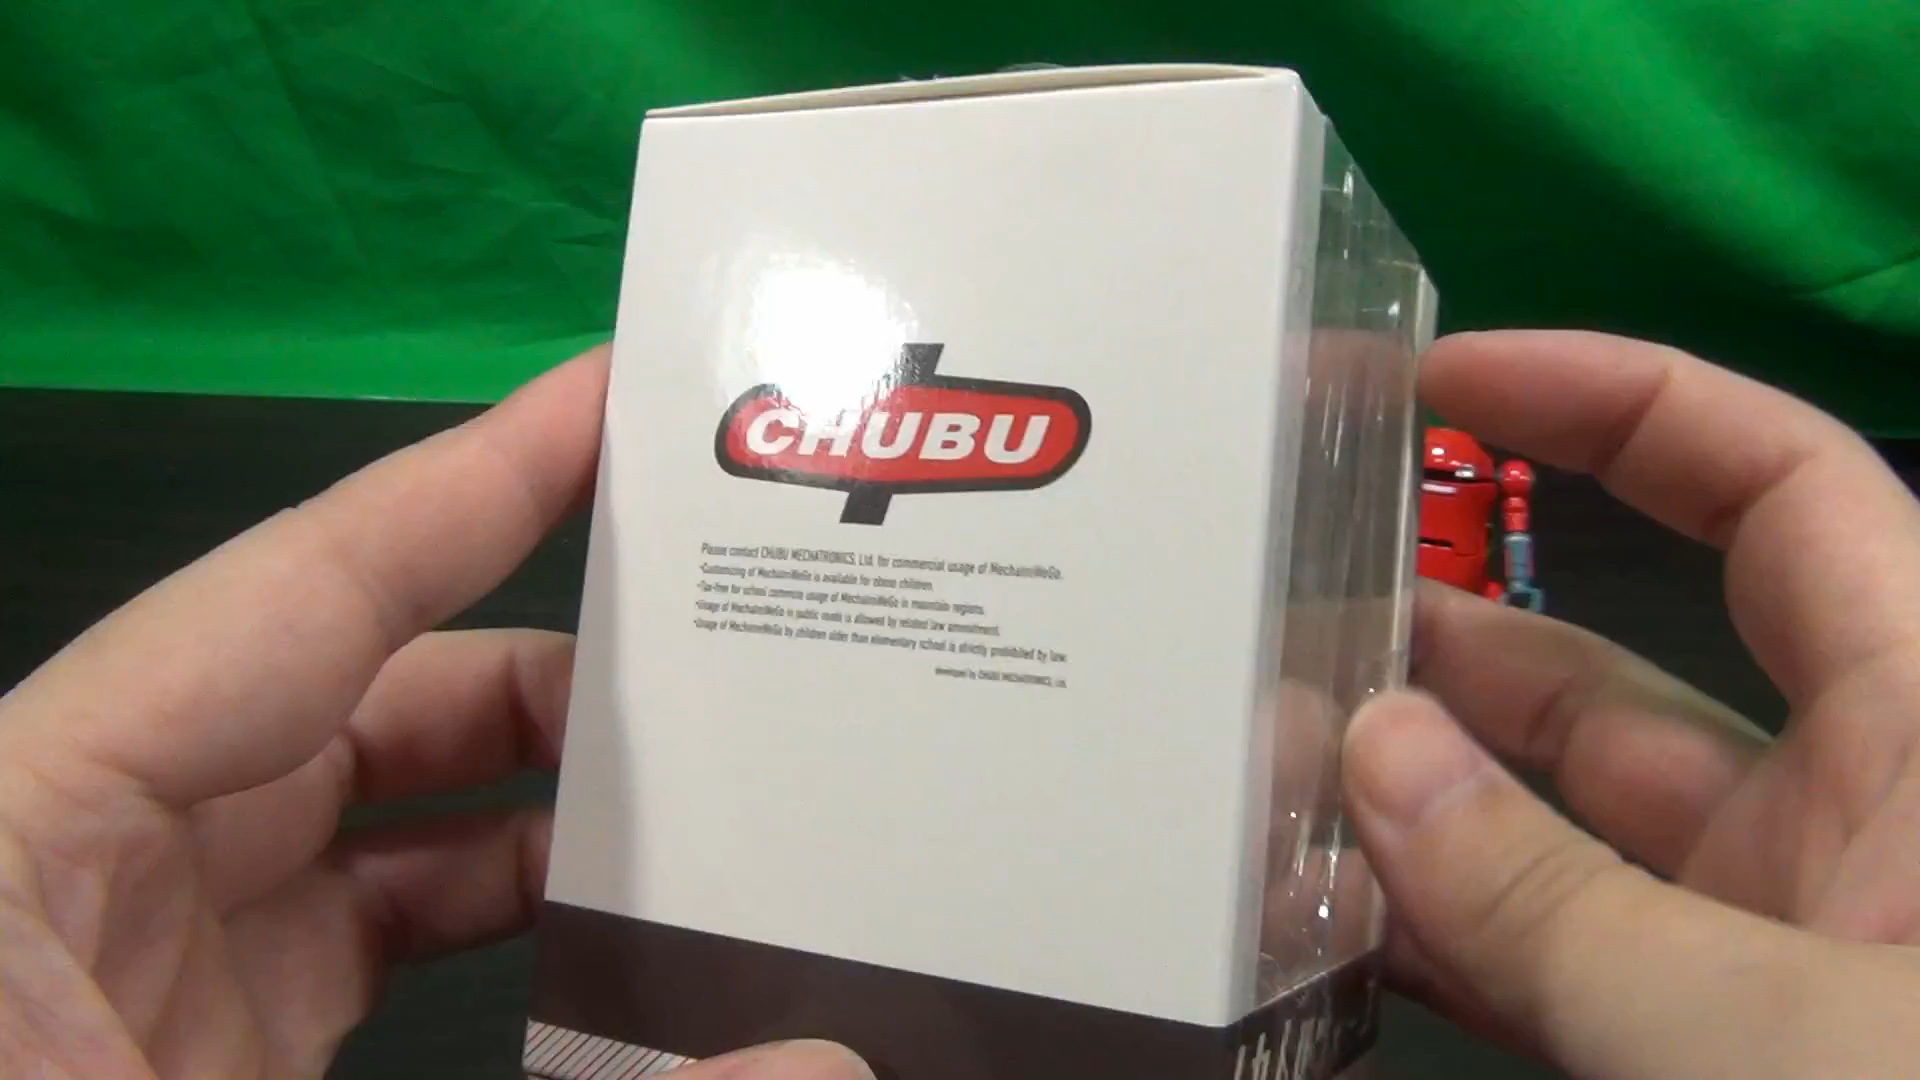 CHUBU
Please contact CHUBU MECHATRONICS, Ltd. for commercial usage of MechatroWeGo.
•Customizing of MechatroWeGo is available for obese children.
•Tax-free for school commute usage of MechatroWeGo in mountain regions.
•Usage of MechatroWeGo in public roads is allowed by related law amendment.
•Usage of MechatroWeGo by children older than elementary school is strictly prohibited by law.
developed by CHUBU MECHATRONICS, Ltd.